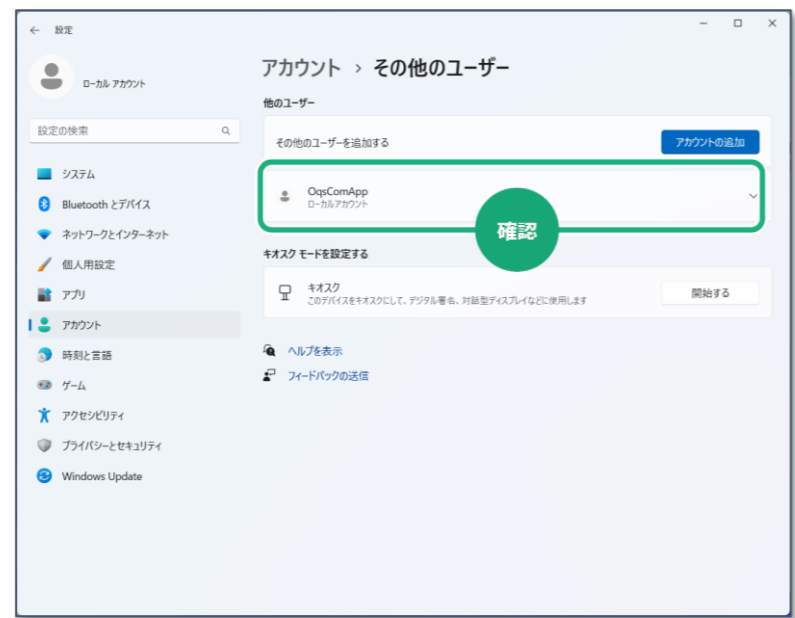 設定
ローカル アカウント
設定の検索
システム
Bluetooth とデバイス
ネットワークとインターネット
個人用設定
アプリ
アカウント
時刻と言語
ゲーム
アクセシビリティ
プライバシーとセキュリティ
Windows Update
アカウント › その他のユーザー
他のユーザー
その他のユーザーを追加する
アカウントの追加
OqsComApp
ローカルアカウント
確認
キオスク モードを設定する
キオスク
このデバイスをキオスクにして、デジタル署名、対話型ディスプレイなどに使用します
開始する
ヘルプを表示
フィードバックの送信